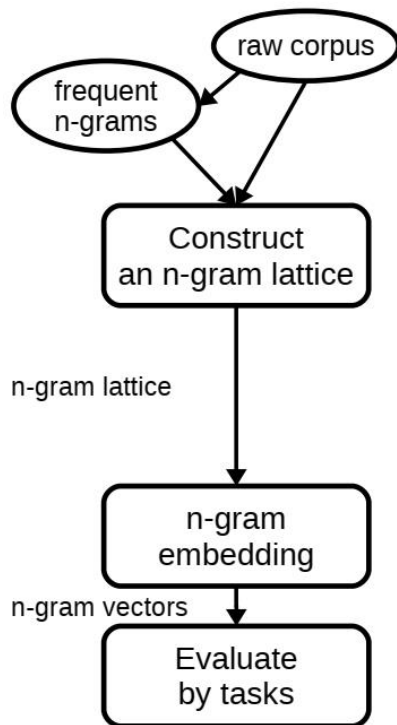 raw corpus
frequent
n-grams
Construct
an n-gram lattice
n-gram lattice
n-gram
embedding
n-gram vectors
Evaluate
by tasks